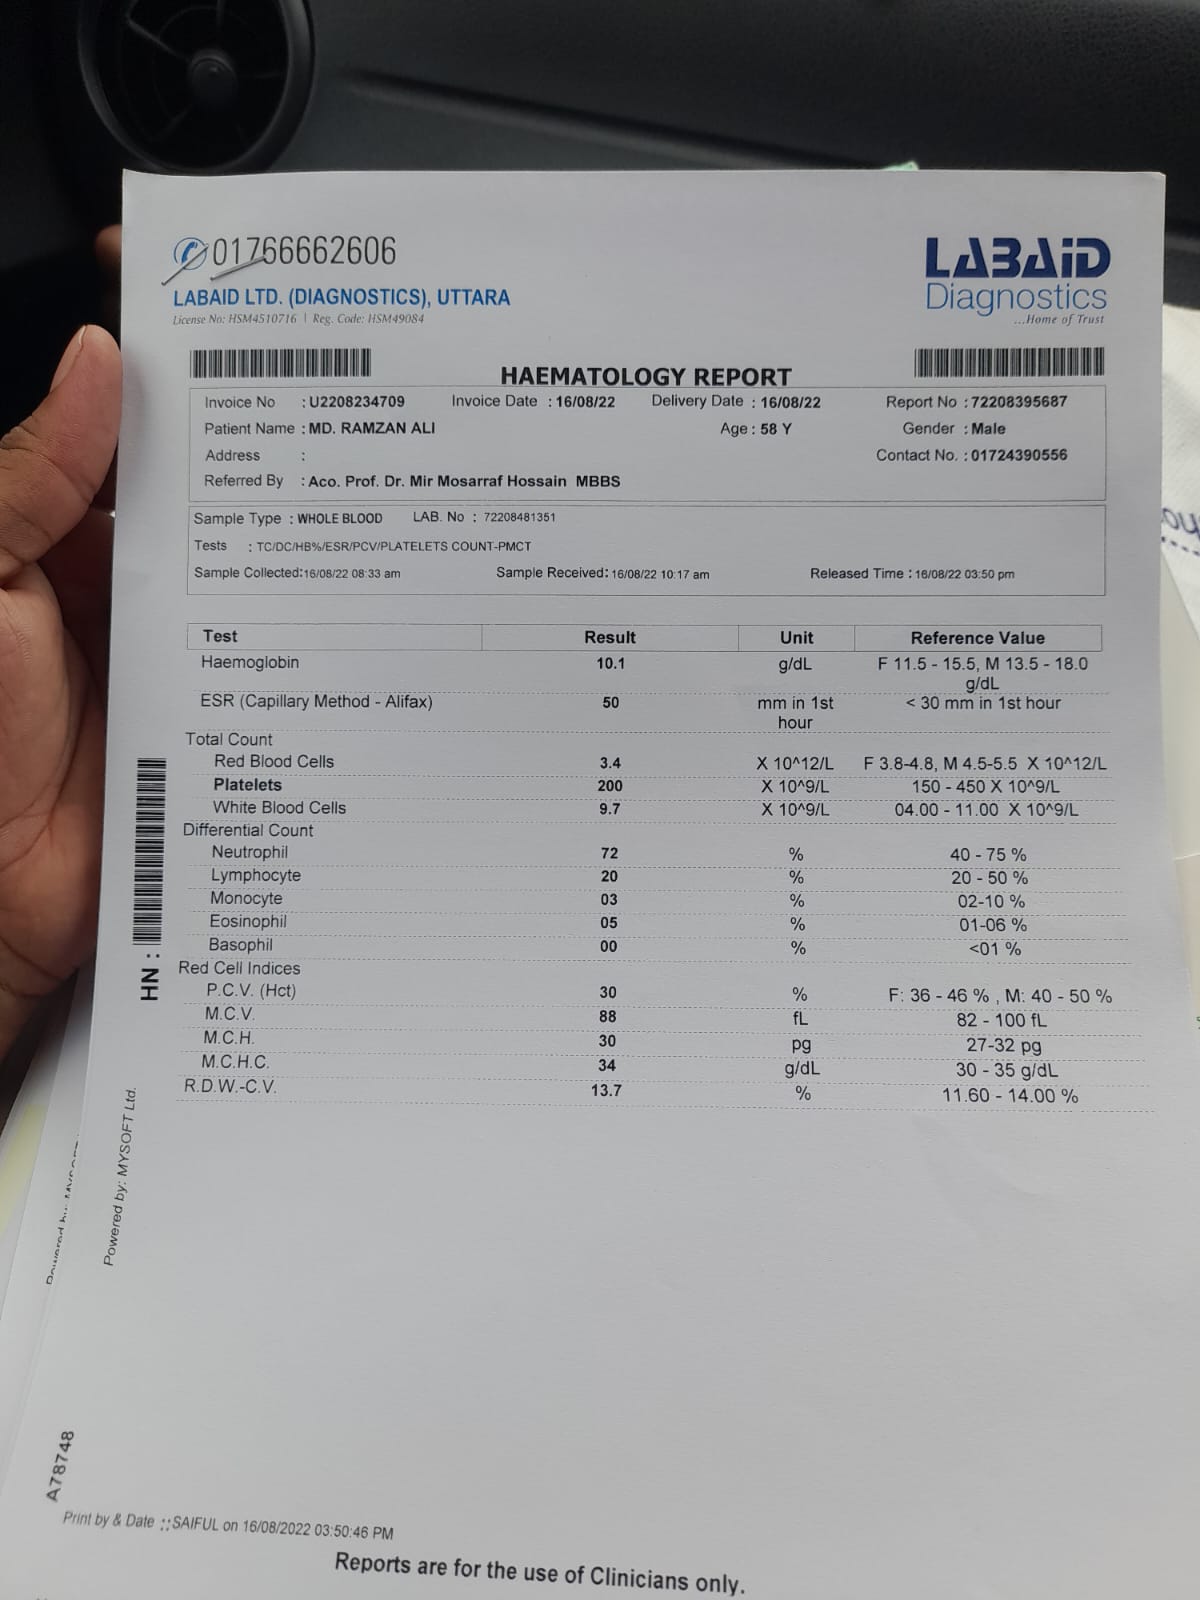 01766662606
LABAID LTD. (DIAGNOSTICS), UTTARA
License No: HSM4510716 | Reg. Code: HSM49084
LABAID
Diagnostics
...Home of Trust
HAEMATOLOGY REPORT
Invoice No : U2208234709 Invoice Date : 16/08/22 Delivery Date : 16/08/22 Report No : 72208395687
Patient Name : MD. RAMZAN ALI Age : 58 Y Gender : Male
Address : Contact No. : 01724390556
Referred By : Aco. Prof. Dr. Mir Mosarraf Hossain MBBS
Sample Type : WHOLE BLOOD LAB. No : 72208481351
Tests : TC/DC/HB%/ESR/PCV/PLATELETS COUNT-PMCT
Sample Collected:16/08/22 08:33 am Sample Received: 16/08/22 10:17 am Released Time : 16/08/22 03:50 pm
Test Result Unit Reference Value
Haemoglobin 10.1 g/dL F 11.5 - 15.5, M 13.5 - 18.0
g/dL
ESR (Capillary Method - Alifax) 50 mm in 1st < 30 mm in 1st hour
hour
Total Count
Red Blood Cells 3.4 X 10^12/L F 3.8-4.8, M 4.5-5.5 X 10^12/L
Platelets 200 X 10^9/L 150 - 450 X 10^9/L
White Blood Cells 9.7 X 10^9/L 04.00 - 11.00 X 10^9/L
Differential Count
Neutrophil 72 % 40 - 75 %
Lymphocyte 20 % 20 - 50 %
Monocyte 03 % 02-10 %
Eosinophil 05 % 01-06 %
Basophil 00 % <01 %
Red Cell Indices
P.C.V. (Hct) 30 % F: 36 - 46 % , M: 40 - 50 %
M.C.V. 88 fL 82 - 100 fL
M.C.H. 30 pg 27-32 pg
M.C.H.C. 34 g/dL 30 - 35 g/dL
R.D.W.-C.V. 13.7 % 11.60 - 14.00 %
HN :
Powered by: MYSOFT Ltd.
A78748
Print by & Date ::SAIFUL on 16/08/2022 03:50:46 PM
Reports are for the use of Clinicians only.